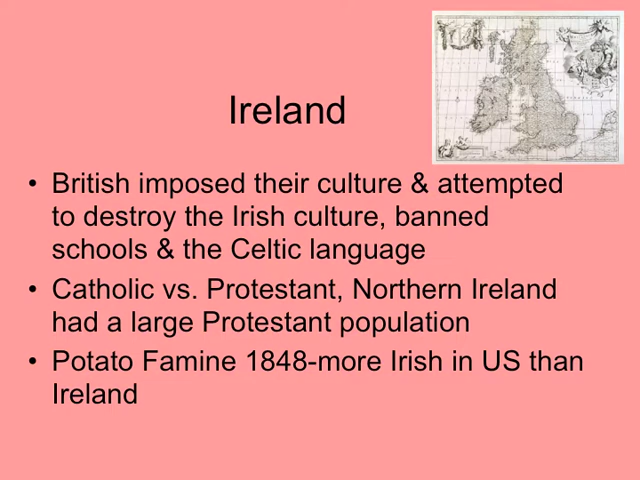 Ireland
• British imposed their culture & attempted
to destroy the Irish culture, banned
schools & the Celtic language
• Catholic vs. Protestant, Northern Ireland
had a large Protestant population
• Potato Famine 1848-more Irish in US than
Ireland